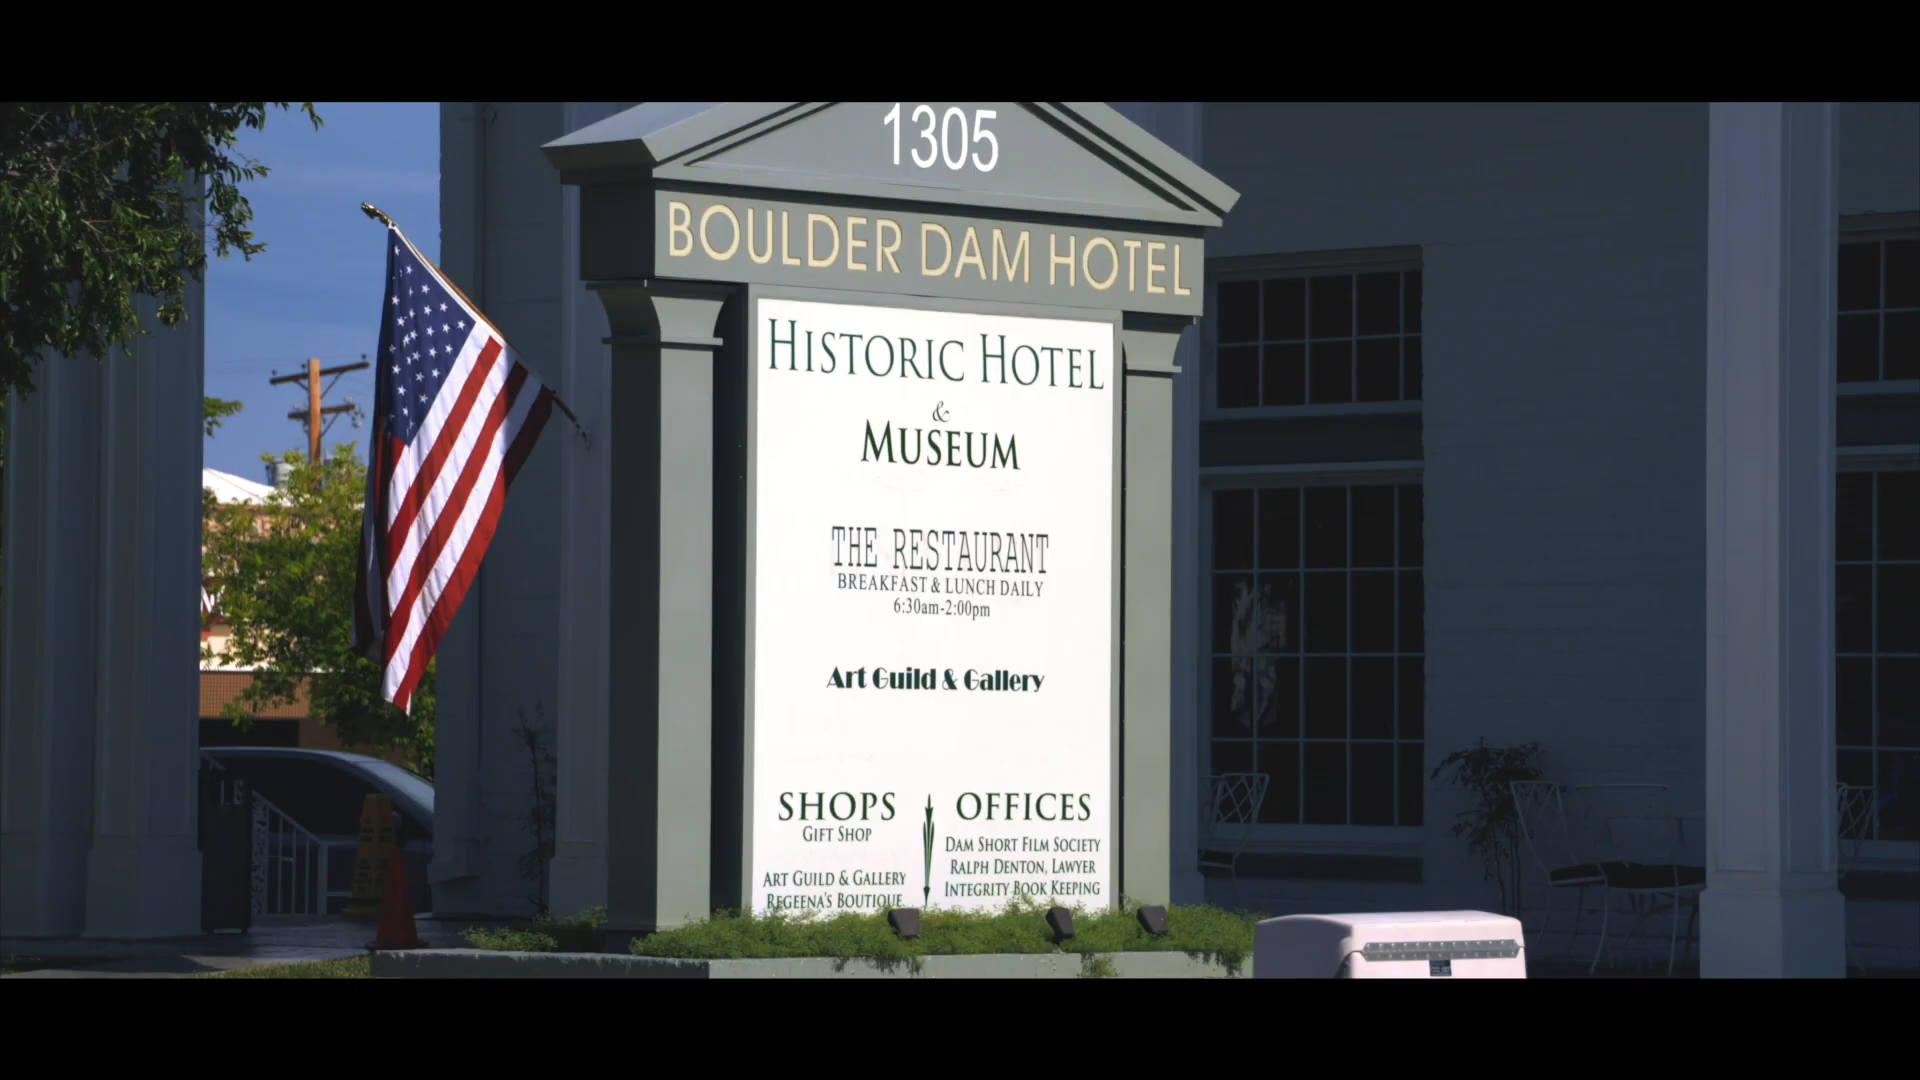 1305
BOULDER DAM HOTEL
HISTORIC HOTEL
&
MUSEUM
THE RESTAURANT
BREAKFAST & LUNCH DAILY
6:30am-2:00pm
Art Guild & Gallery
SHOPS
GIFT SHOP
ART GUILD & GALLERY
REGEENA'S BOUTIQUE
OFFICES
DAM SHORT FILM SOCIETY
RALPH DENTON, LAWYER
INTEGRITY BOOK KEEPING